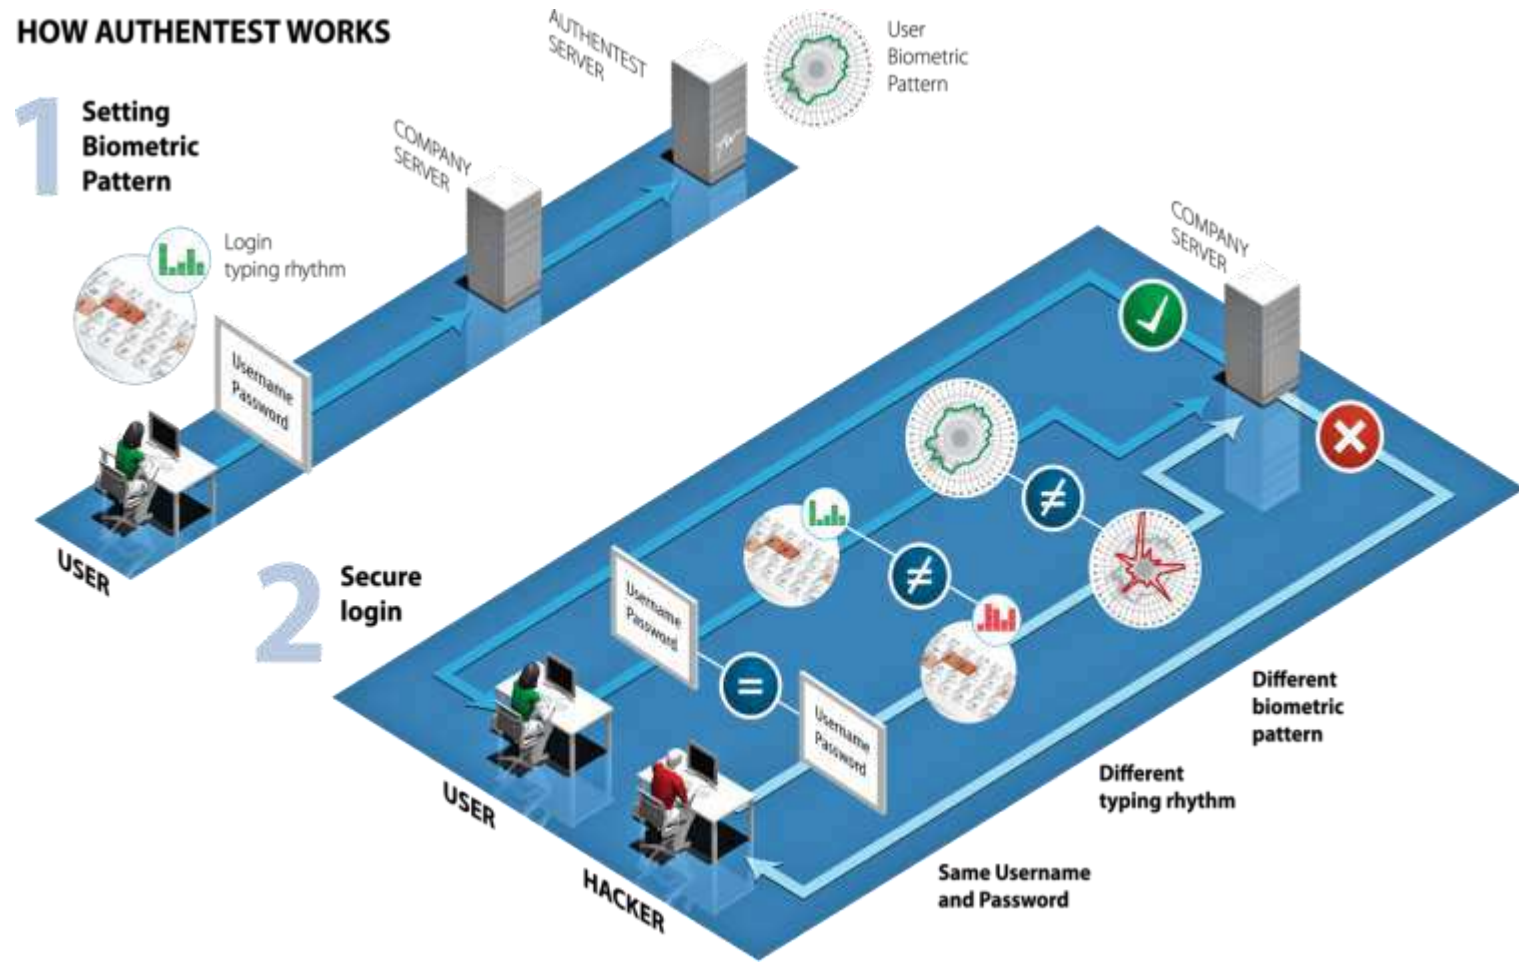 HOW AUTHENTEST WORKS
1
Setting
Biometric
Pattern
AUTHENTEST
SERVER
User
Biometric
Pattern
COMPANY
SERVER
Login
typing rhythm
Username
Password
USER
2
Secure
login
COMPANY
SERVER
Username
Password
=
≠
≠
Username
Password
USER
HACKER
Different
biometric
pattern
Different
typing rhythm
Same Username
and Password